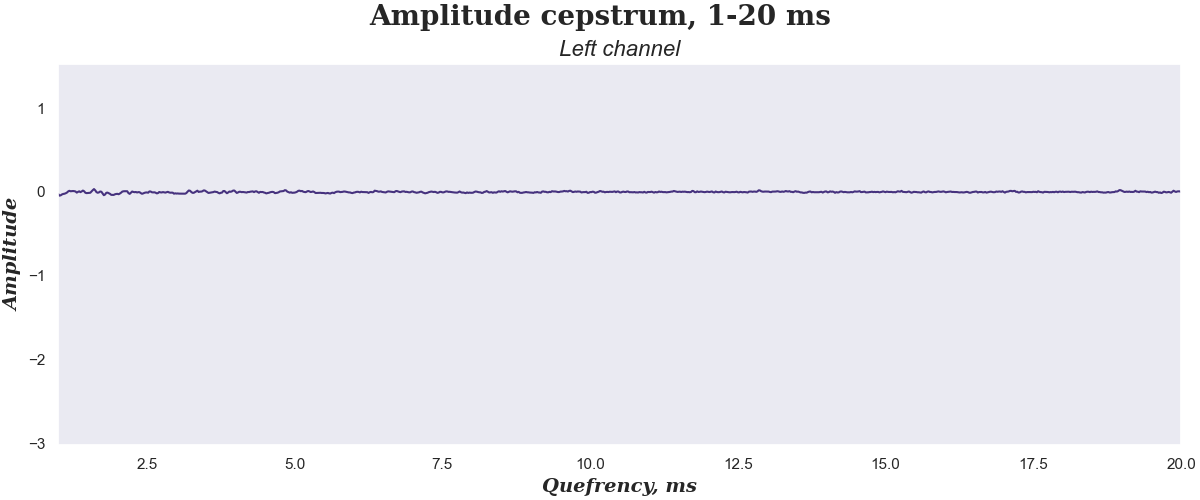 Amplitude cepstrum, 1-20 ms
Left channel
Amplitude
1
0
−1
−2
−3
2.5 5.0 7.5 10.0 12.5 15.0 17.5 20.0
Quefrency, ms